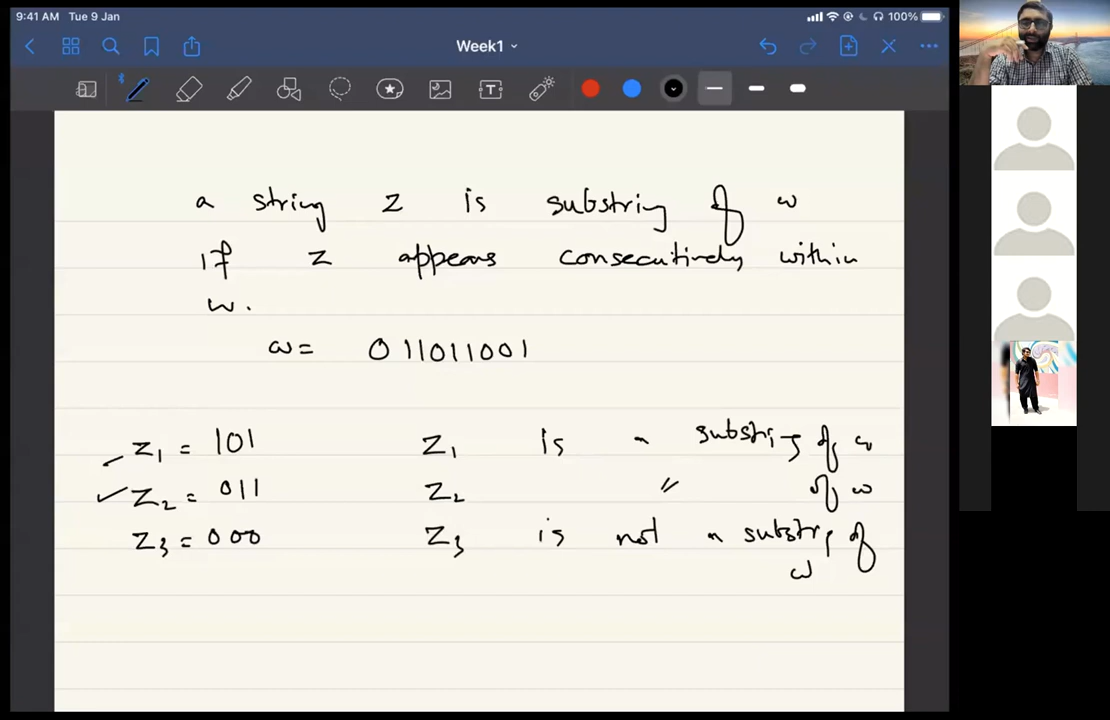 9:41 AM Tue 9 Jan
100%
Week1
a string z is substring of w
if z appears consecutively within
w.
w = 011011001
z1 = 101 z1 is a substring of w
z2 = 011 z2 〃 of w
z3 = 000 z3 is not a substrig of
w